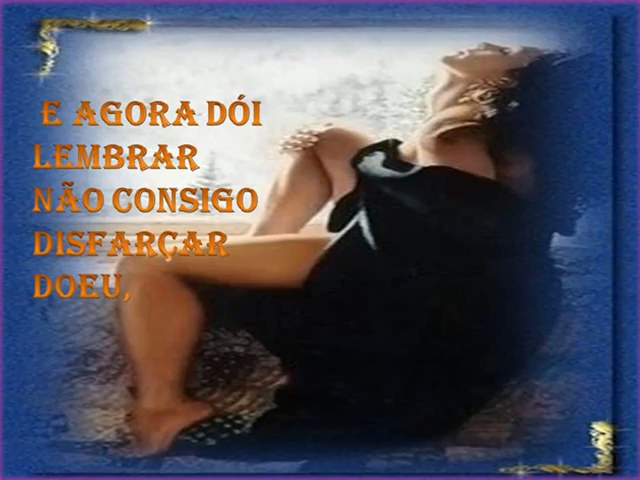 E AGORA DÓI
LEMBRAR
NÃO CONSIGO
DISFARÇAR
DOEU,